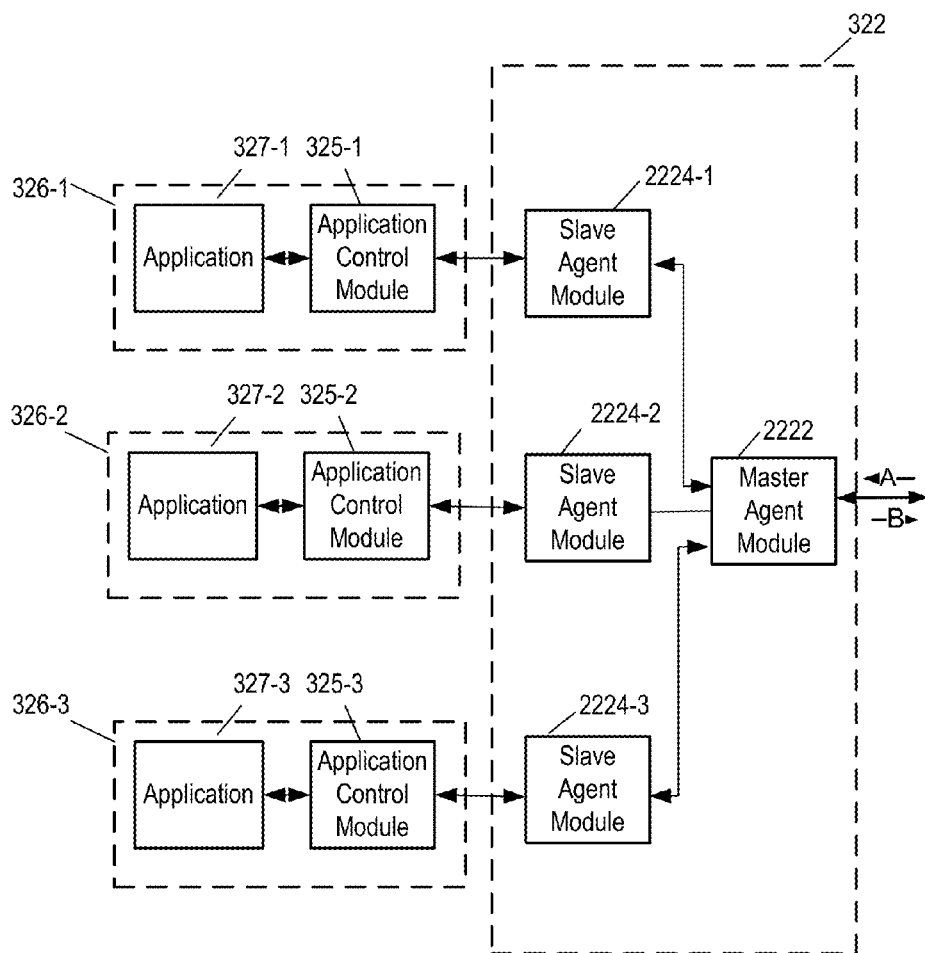 322
327-1 325-1
326-1
2224-1
Application
Application
Control
Module
Slave
Agent
Module
327-2 325-2
326-2
2224-2
2222
Application
Application
Control
Module
Slave
Agent
Module
Master
Agent
Module
◄A–
–B►
327-3 325-3
326-3
2224-3
Application
Application
Control
Module
Slave
Agent
Module